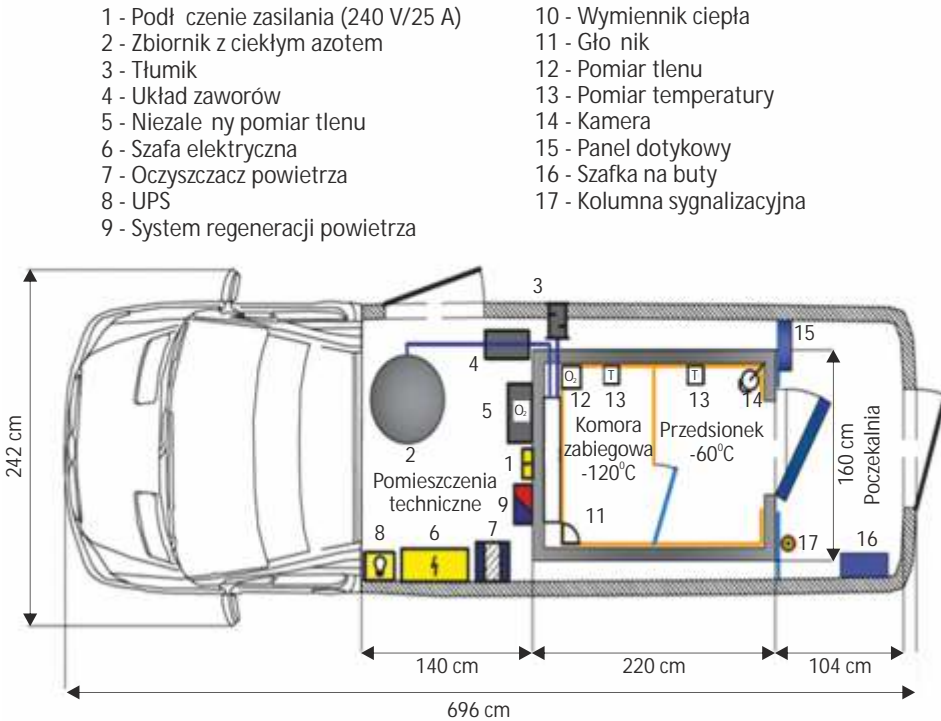 1 - Podł czenie zasilania (240 V/25 A)
2 - Zbiornik z ciekłym azotem
3 - Tłumik
4 - Układ zaworów
5 - Niezale ny pomiar tlenu
6 - Szafa elektryczna
7 - Oczyszczacz powietrza
8 - UPS
9 - System regeneracji powietrza
10 - Wymiennik ciepła
11 - Gło nik
12 - Pomiar tlenu
13 - Pomiar temperatury
14 - Kamera
15 - Panel dotykowy
16 - Szafka na buty
17 - Kolumna sygnalizacyjna
3
15
4
O₂
T
T
12
13
13
14
5
O₂
Komora
zabiegowa
-120⁰C
Przedsionek
-60⁰C
160 cm
Poczekalnia
242 cm
2
1
Pomieszczenia
techniczne
9
11
8
6
7
17
16
140 cm
220 cm
104 cm
696 cm